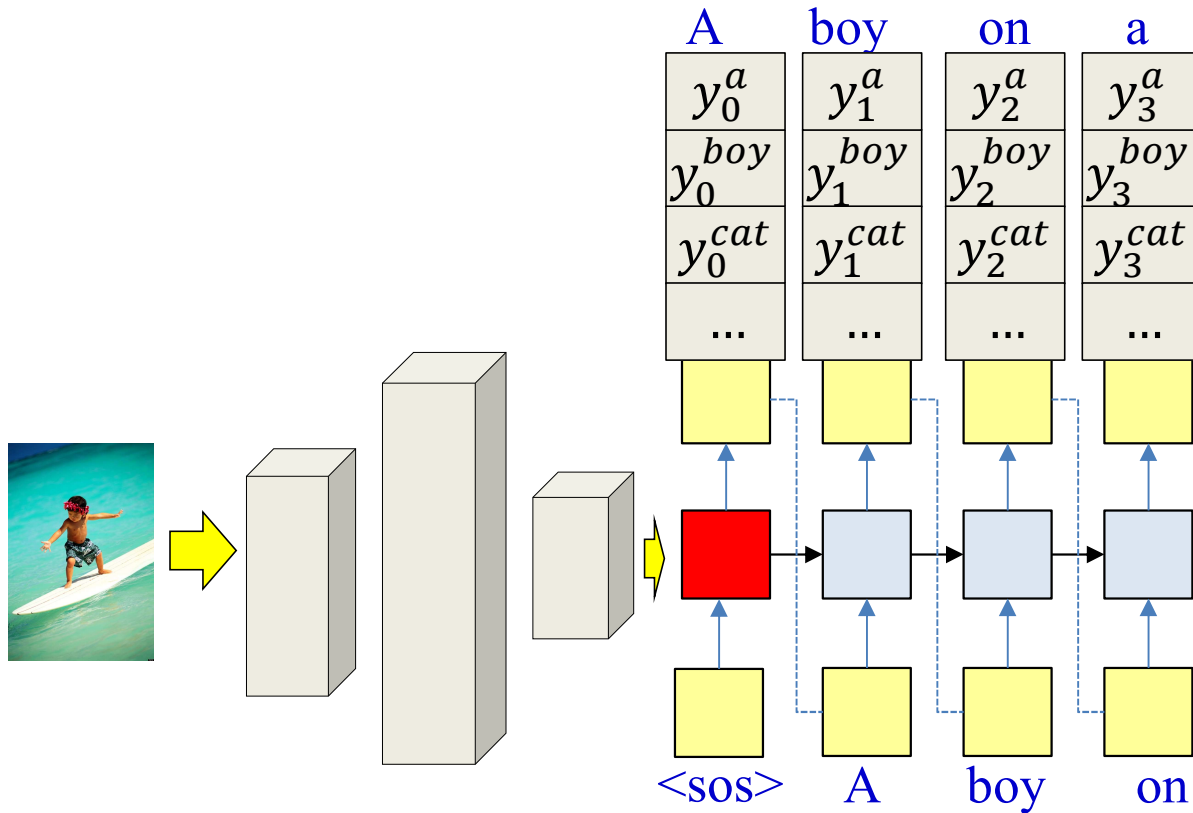 A boy on a
y_0^a y_1^a y_2^a y_3^a
y_0^{boy} y_1^{boy} y_2^{boy} y_3^{boy}
y_0^{cat} y_1^{cat} y_2^{cat} y_3^{cat}
... ... ... ...
<sos> A boy on